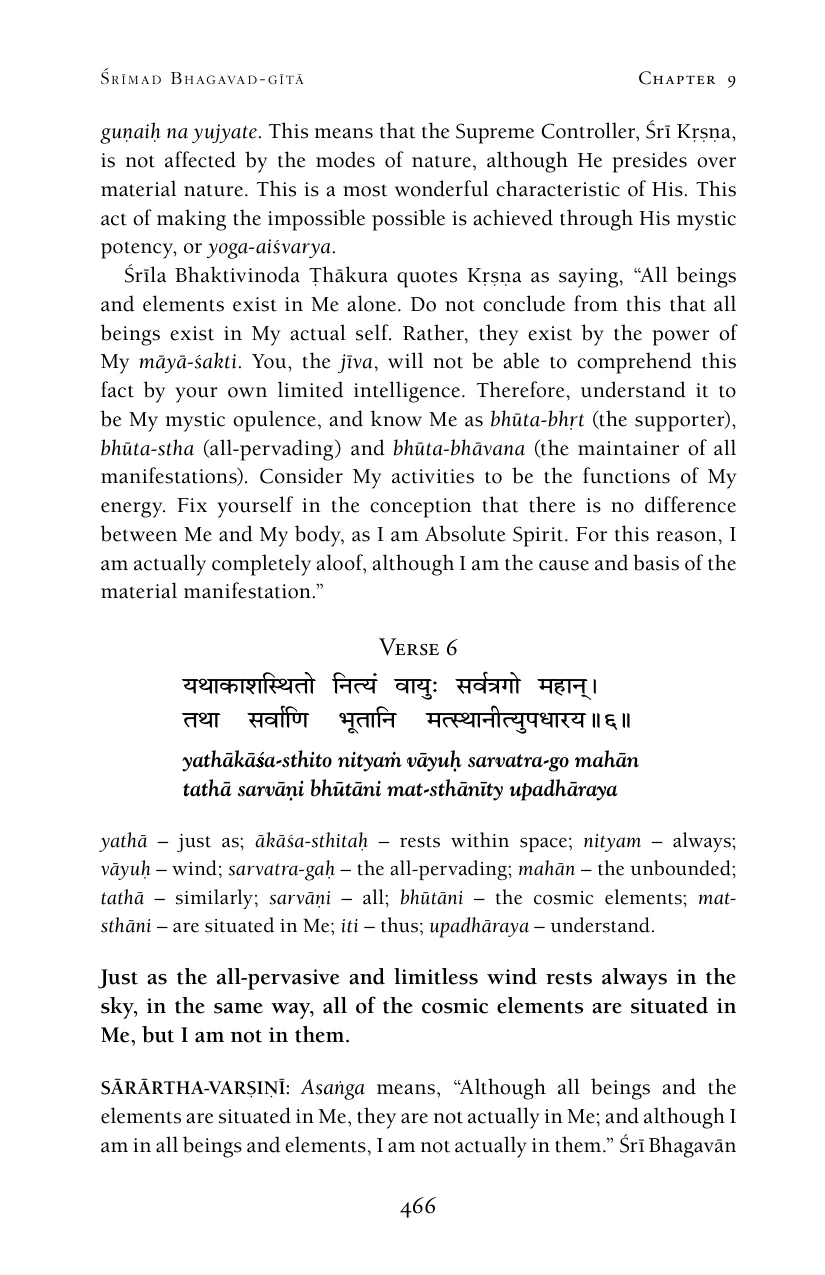 Śrīmad Bhagavad-gītā Chapter 9
guṇaiḥ na yujyate. This means that the Supreme Controller, Śrī Kṛṣṇa,
is not affected by the modes of nature, although He presides over
material nature. This is a most wonderful characteristic of His. This
act of making the impossible possible is achieved through His mystic
potency, or yoga-aiśvarya.
Śrīla Bhaktivinoda Ṭhākura quotes Kṛṣṇa as saying, “All beings
and elements exist in Me alone. Do not conclude from this that all
beings exist in My actual self. Rather, they exist by the power of
My māyā-śakti. You, the jīva, will not be able to comprehend this
fact by your own limited intelligence. Therefore, understand it to
be My mystic opulence, and know Me as bhūta-bhṛt (the supporter),
bhūta-stha (all-pervading) and bhūta-bhāvana (the maintainer of all
manifestations). Consider My activities to be the functions of My
energy. Fix yourself in the conception that there is no difference
between Me and My body, as I am Absolute Spirit. For this reason, I
am actually completely aloof, although I am the cause and basis of the
material manifestation.”
Verse 6
यथाकाशस्थितो नित्यं वायुः सर्वत्रगो महान्।
तथा सर्वाणि भूतानि मत्स्थानीत्युपधारय॥६॥
yathākāśa-sthito nityaṁ vāyuḥ sarvatra-go mahān
tathā sarvāṇi bhūtāni mat-sthānīty upadhāraya
yathā – just as; ākāśa-sthitaḥ – rests within space; nityam – always;
vāyuḥ – wind; sarvatra-gaḥ – the all-pervading; mahān – the unbounded;
tathā – similarly; sarvāṇi – all; bhūtāni – the cosmic elements; mat-
sthāni – are situated in Me; iti – thus; upadhāraya – understand.
Just as the all-pervasive and limitless wind rests always in the
sky, in the same way, all of the cosmic elements are situated in
Me, but I am not in them.
SĀRĀRTHA-VARṢIṆĪ: Asaṅga means, “Although all beings and the
elements are situated in Me, they are not actually in Me; and although I
am in all beings and elements, I am not actually in them.” Śrī Bhagavān
466